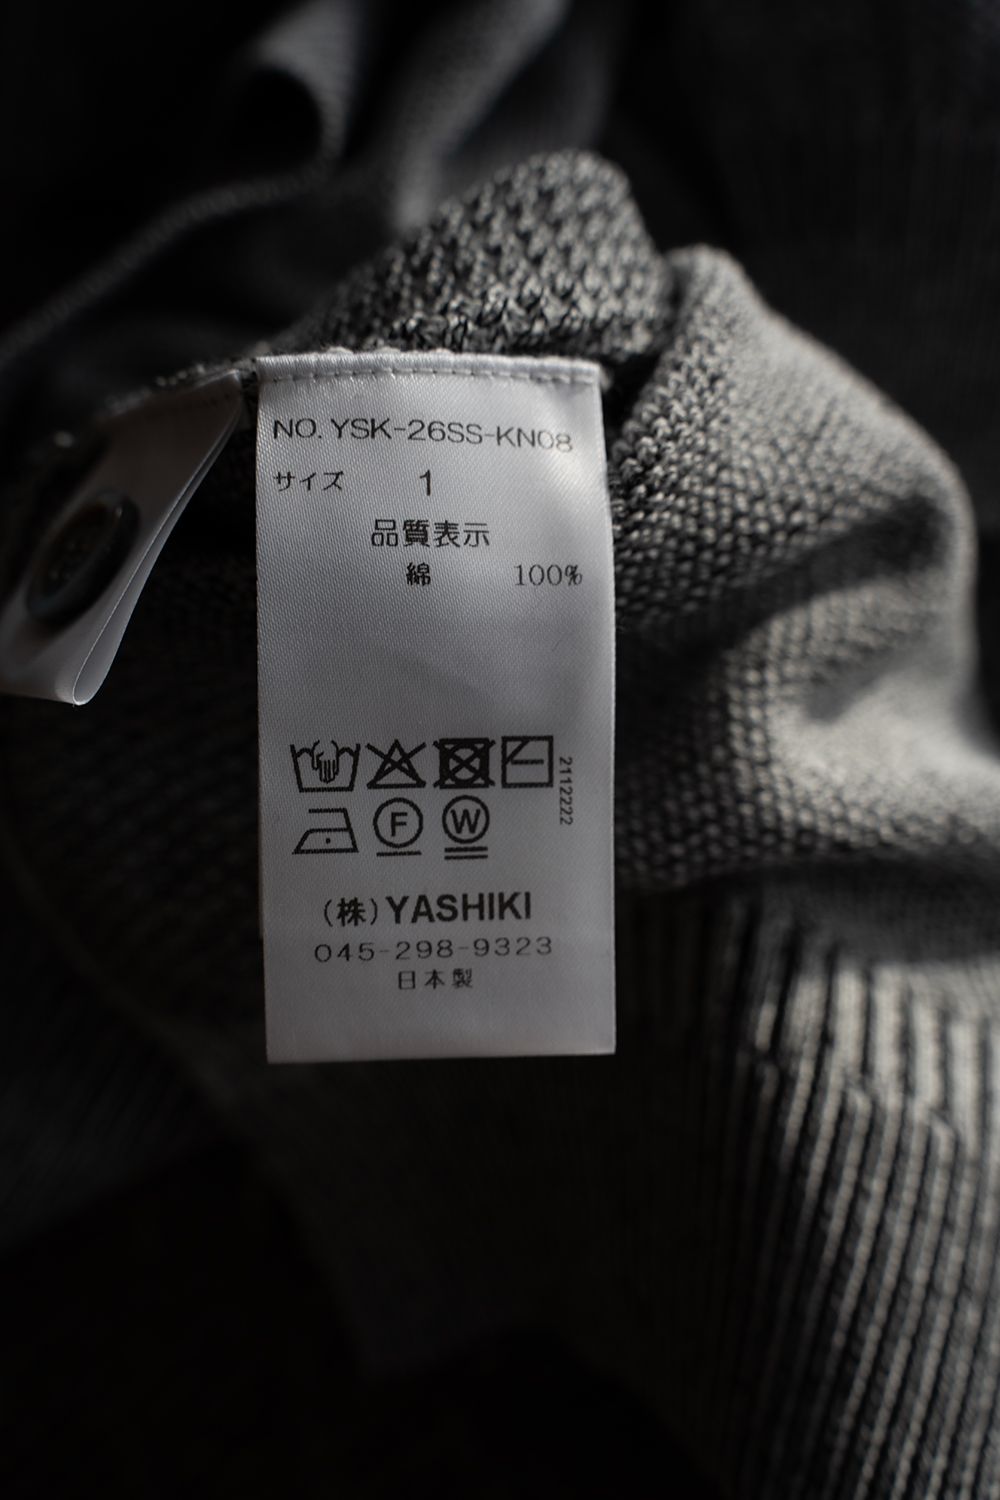 NO. YSK-26SS-KN08
サイズ 1
品質表示
綿 100%
2112222
F W
(株) YASHIKI
045-298-9323
日本製